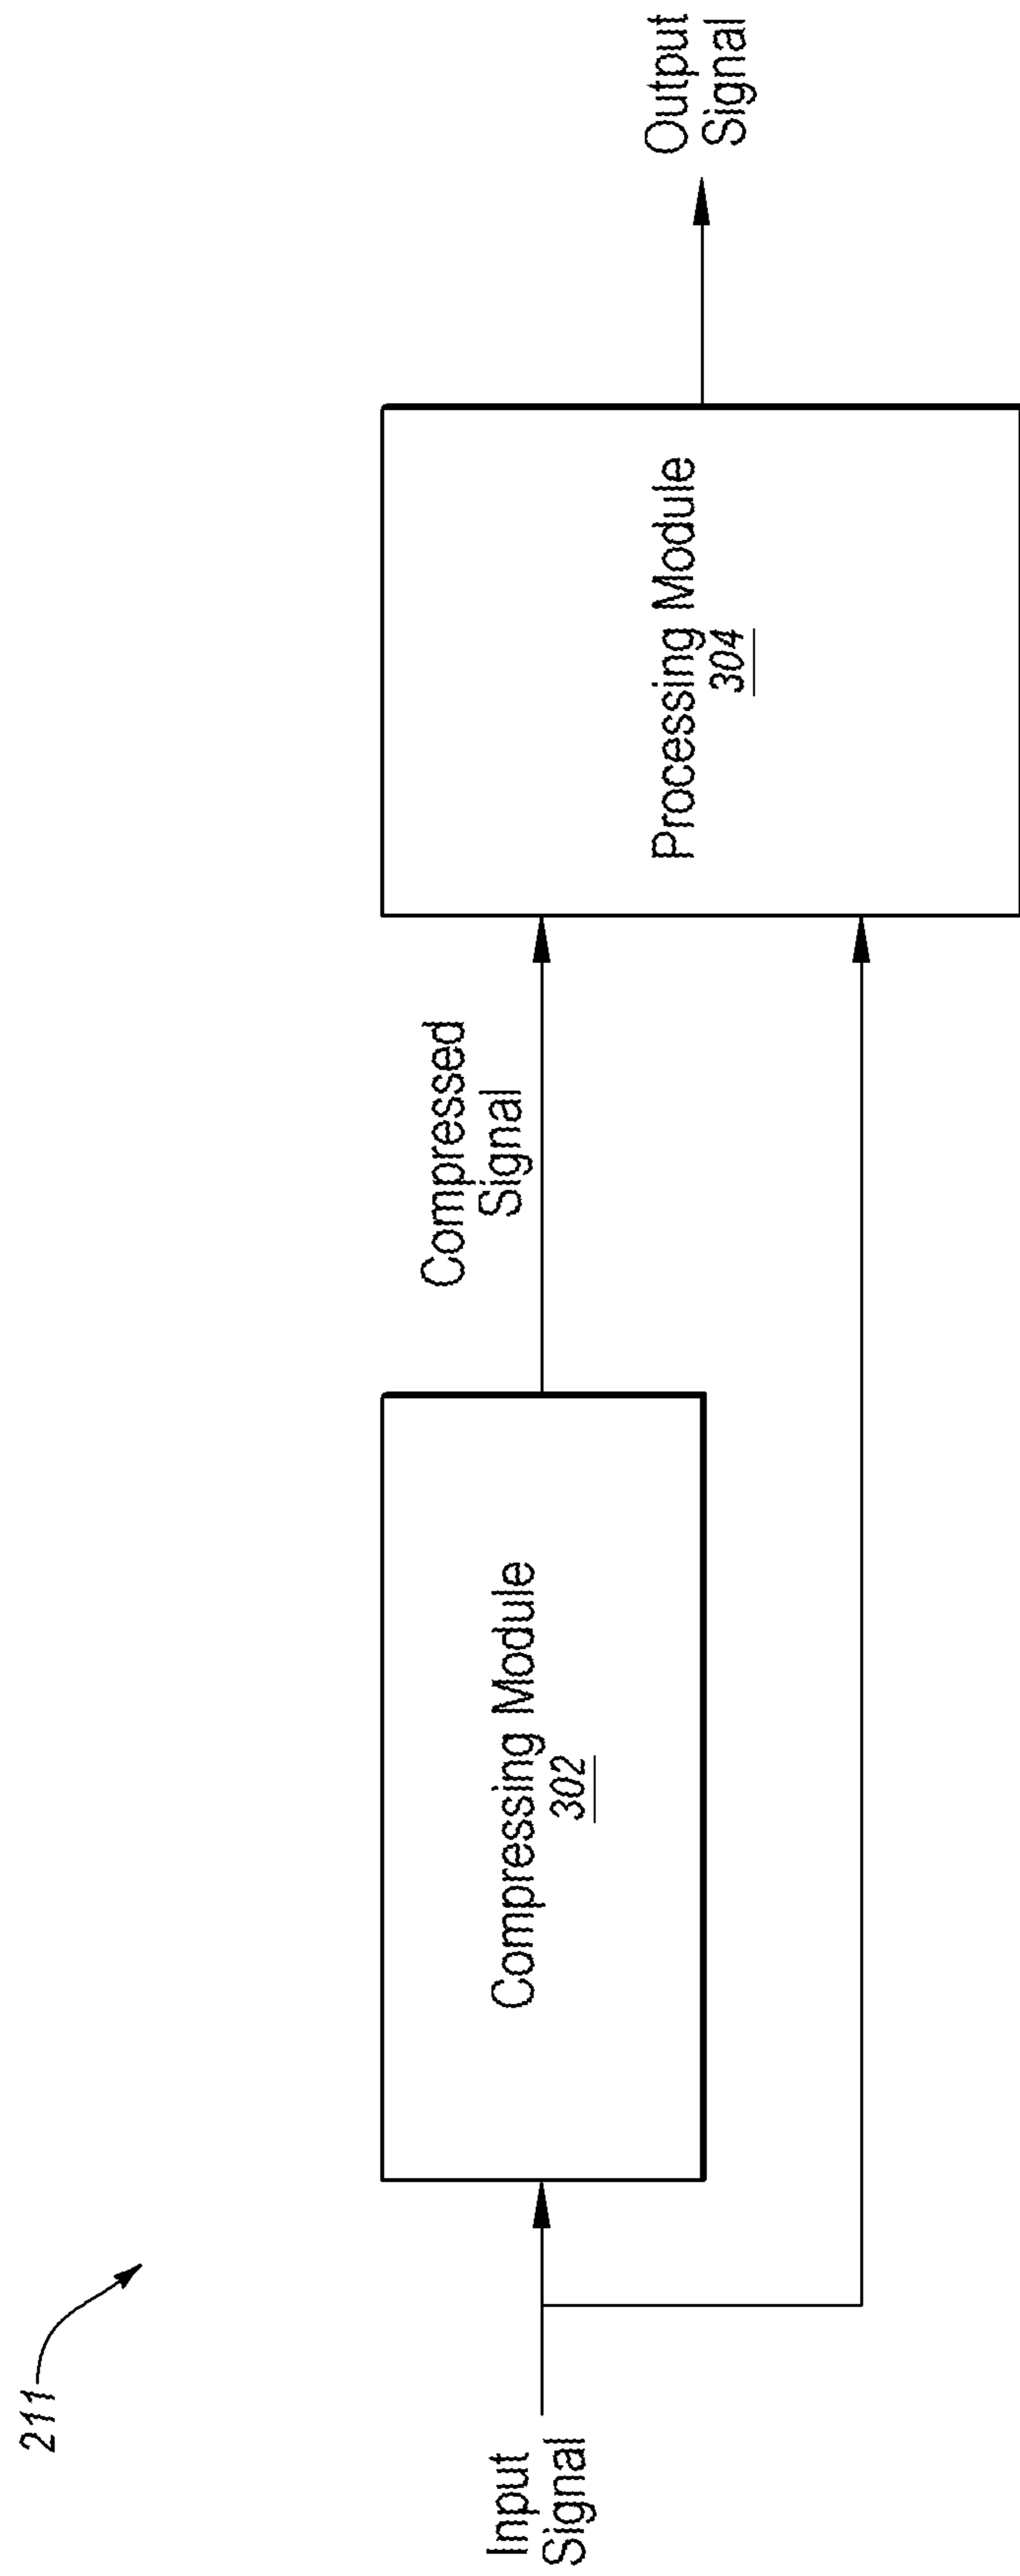 211
Input
Signal
Compressing Module
302
Compressed
Signal
Processing Module
304
Output
Signal